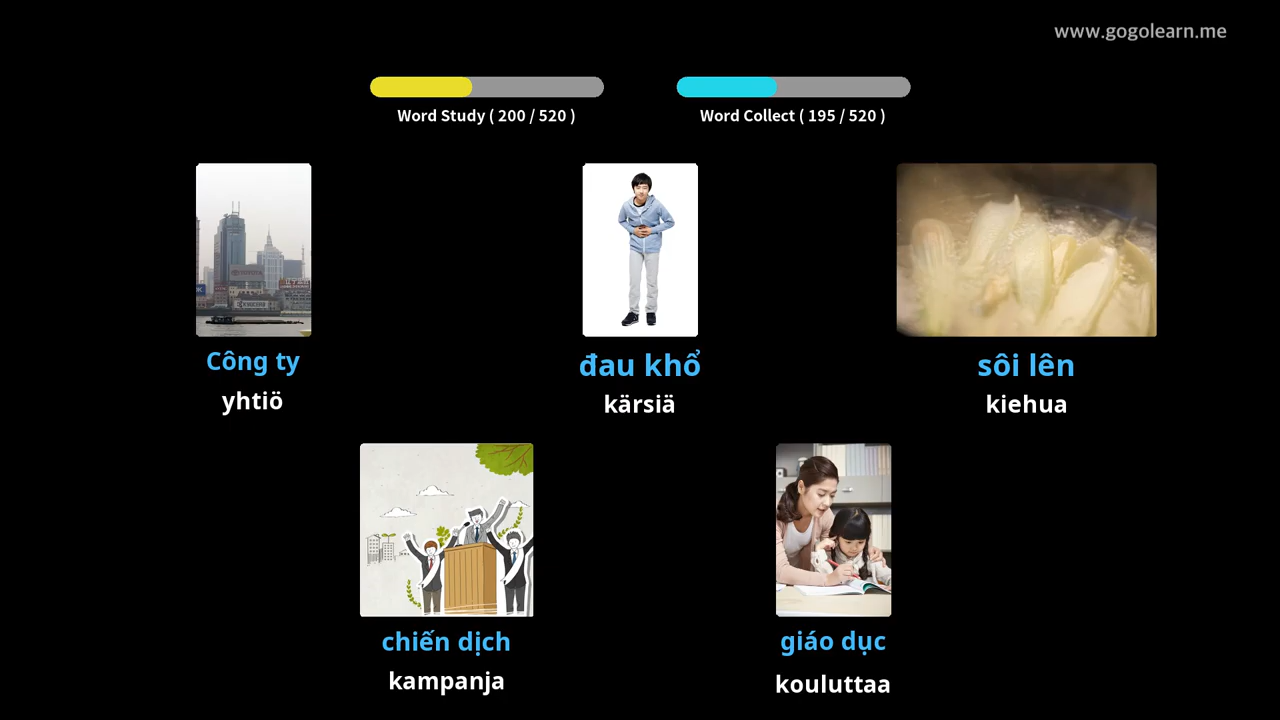 www.gogolearn.me
Word Study ( 200 / 520 )
Word Collect ( 195 / 520 )
TOYOTA
Công ty
đau khổ
sôi lên
yhtiö
kärsiä
kiehua
chiến dịch
giáo dục
kampanja
kouluttaa